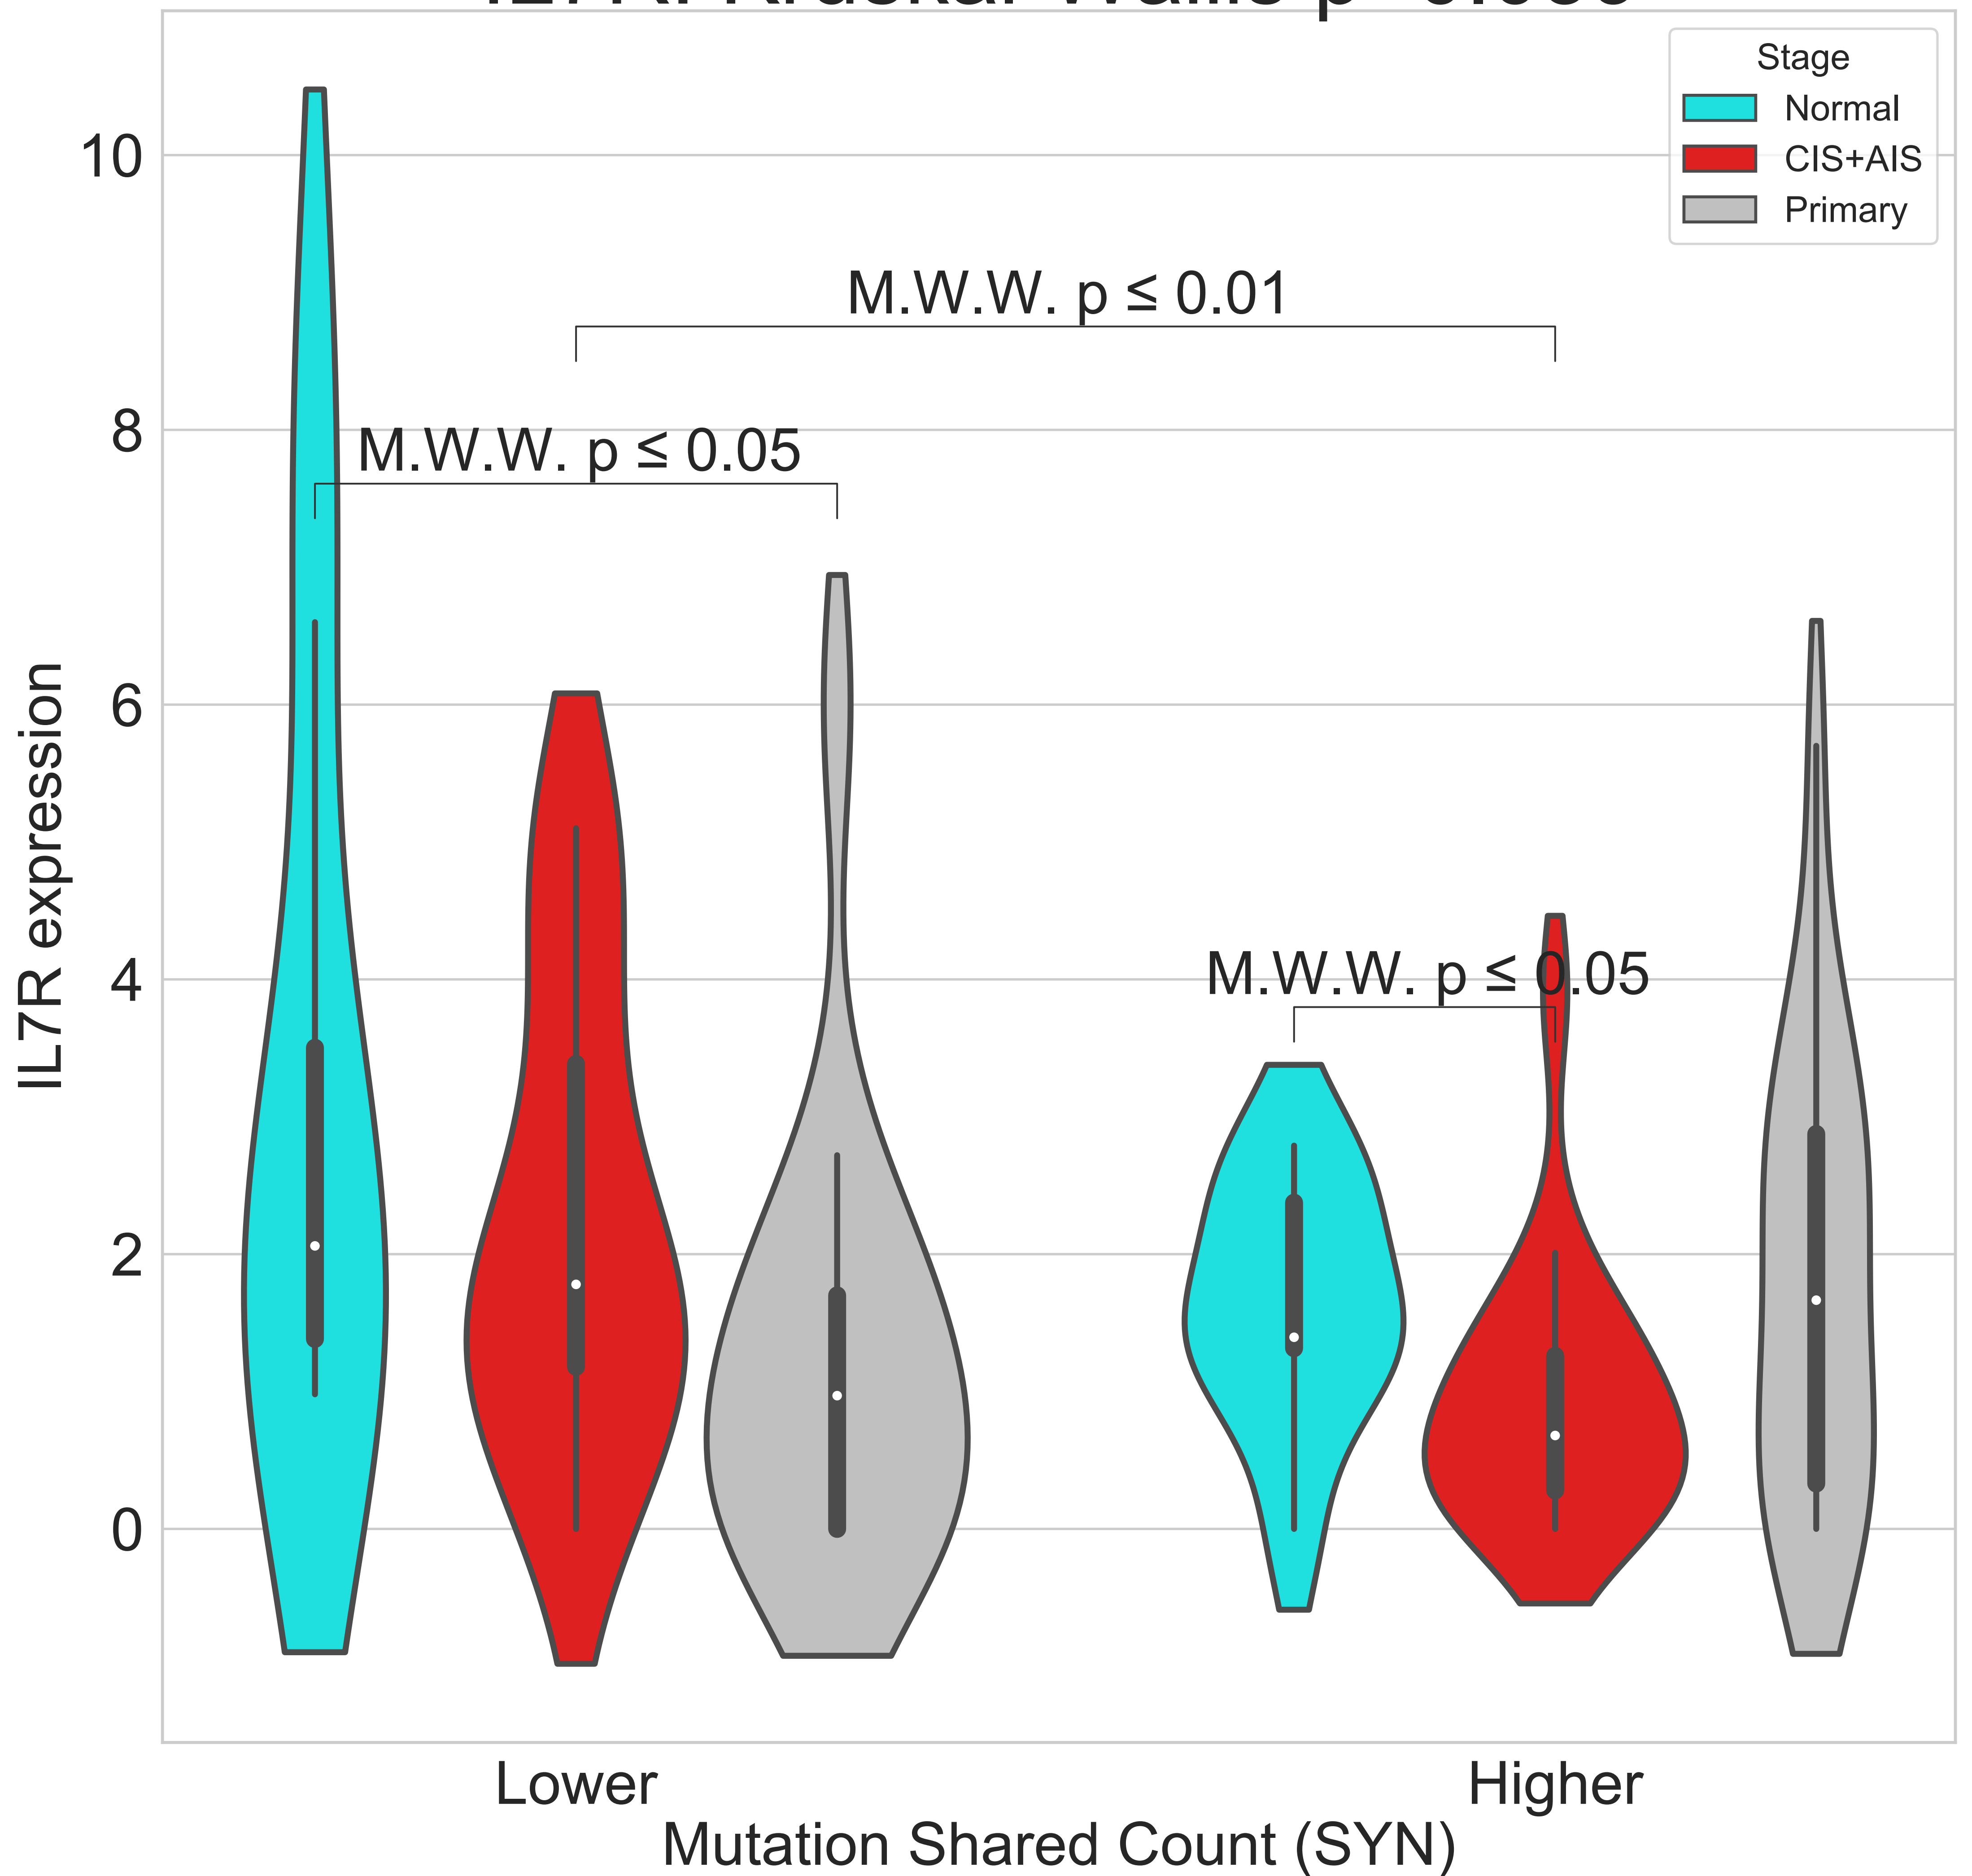 Stage
Normal
CIS+AIS
Primary
10
8
6
4
2
0
M.W.W. p ≤ 0.01
M.W.W. p ≤ 0.05
M.W.W. p ≤ 0.05
IL7R expression
Lower
Higher
Mutation Shared Count (SYN)